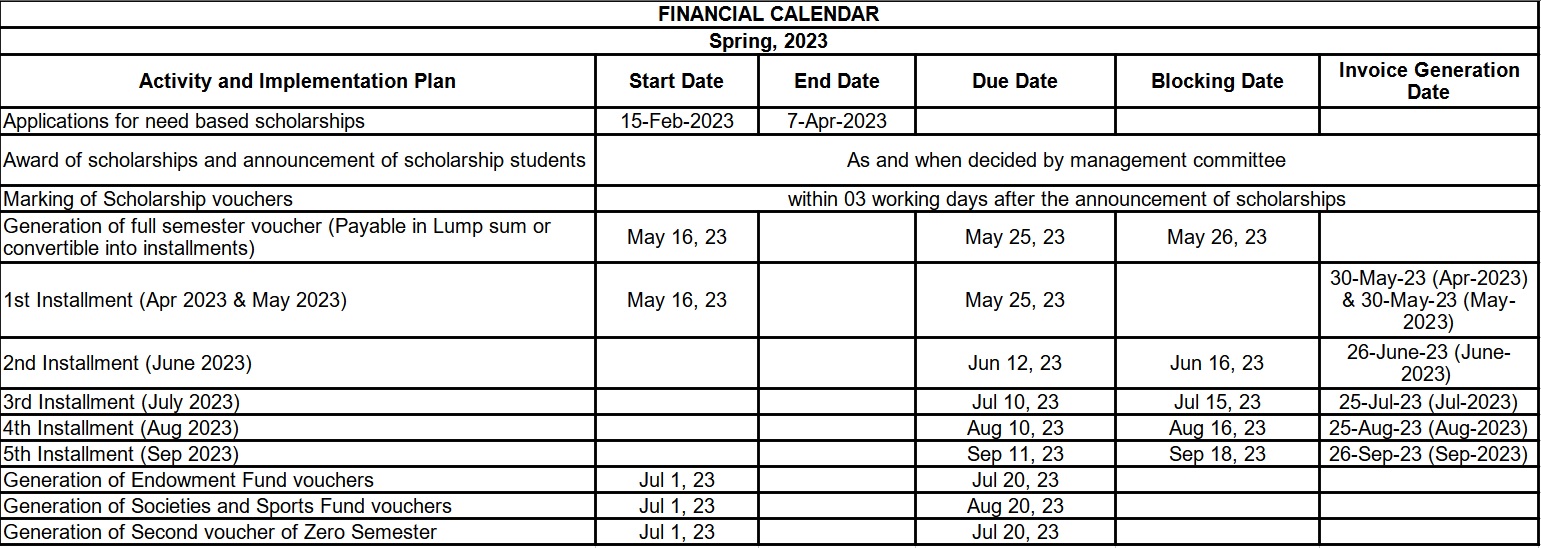 FINANCIAL CALENDAR
Spring, 2023
Activity and Implementation Plan Start Date End Date Due Date Blocking Date Invoice Generation
Date
Applications for need based scholarships 15-Feb-2023 7-Apr-2023
Award of scholarships and announcement of scholarship students As and when decided by management committee
Marking of Scholarship vouchers within 03 working days after the announcement of scholarships
Generation of full semester voucher (Payable in Lump sum or
convertible into installments) May 16, 23 May 25, 23 May 26, 23
1st Installment (Apr 2023 & May 2023) May 16, 23 May 25, 23 30-May-23 (Apr-2023)
& 30-May-23 (May-
2023)
2nd Installment (June 2023) Jun 12, 23 Jun 16, 23 26-June-23 (June-
2023)
3rd Installment (July 2023) Jul 10, 23 Jul 15, 23 25-Jul-23 (Jul-2023)
4th Installment (Aug 2023) Aug 10, 23 Aug 16, 23 25-Aug-23 (Aug-2023)
5th Installment (Sep 2023) Sep 11, 23 Sep 18, 23 26-Sep-23 (Sep-2023)
Generation of Endowment Fund vouchers Jul 1, 23 Jul 20, 23
Generation of Societies and Sports Fund vouchers Jul 1, 23 Aug 20, 23
Generation of Second voucher of Zero Semester Jul 1, 23 Jul 20, 23